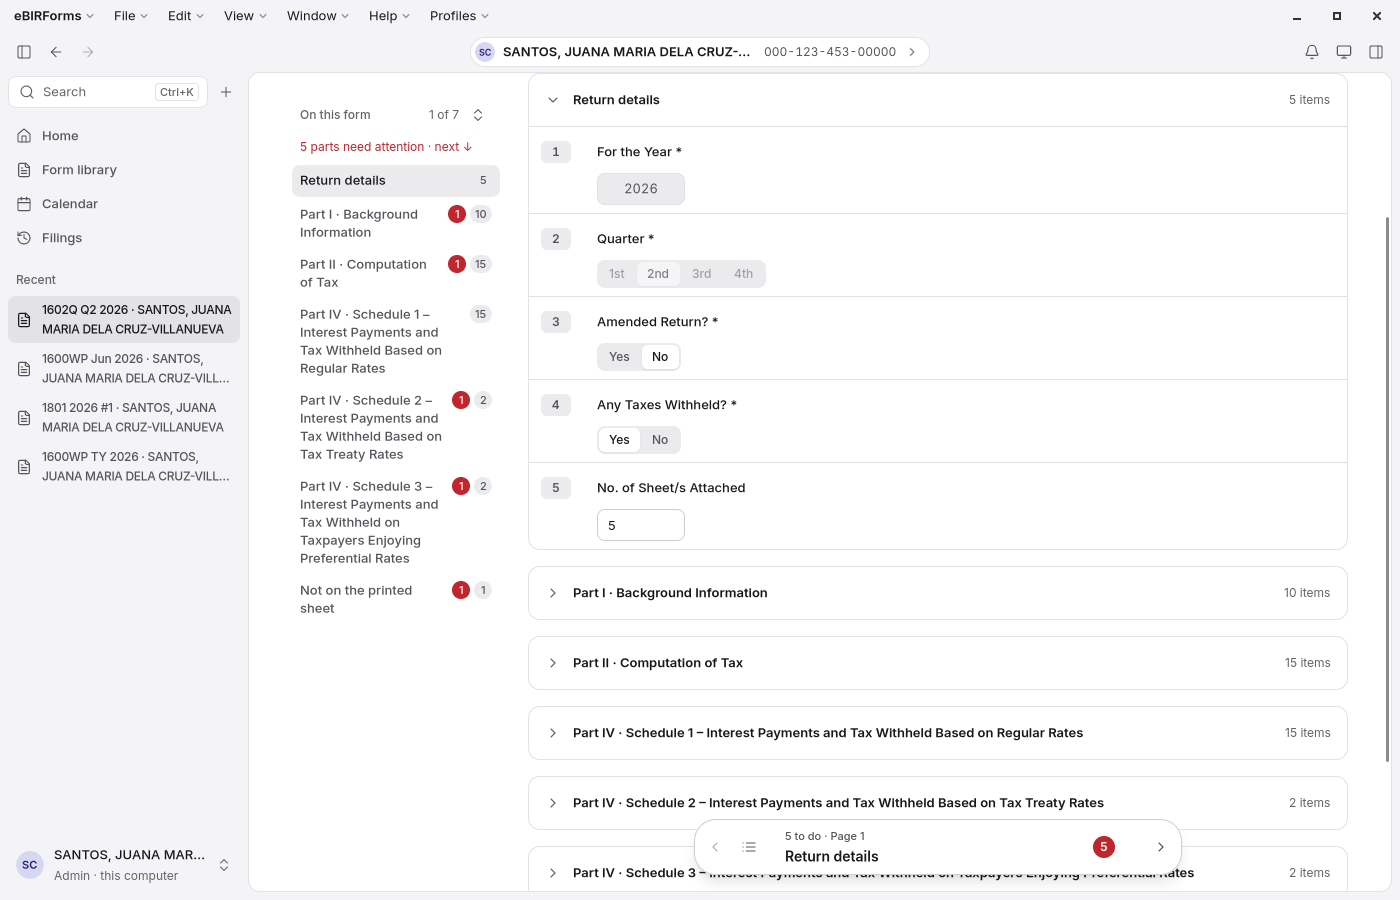 eBIRForms File Edit View Window Help Profiles
SC SANTOS, JUANA MARIA DELA CRUZ-... 000-123-453-00000
Search Ctrl+K
Home
Form library
Calendar
Filings
Recent
1602Q Q2 2026 · SANTOS, JUANA
MARIA DELA CRUZ-VILLANUEVA
1600WP Jun 2026 · SANTOS,
JUANA MARIA DELA CRUZ-VILL...
1801 2026 #1 · SANTOS, JUANA
MARIA DELA CRUZ-VILLANUEVA
1600WP TY 2026 · SANTOS,
JUANA MARIA DELA CRUZ-VILL...
SC SANTOS, JUANA MAR...
Admin · this computer
On this form 1 of 7
5 parts need attention · next ↓
Return details 5
Part I · Background 1 10
Information
Part II · Computation 1 15
of Tax
Part IV · Schedule 1 – 15
Interest Payments and
Tax Withheld Based on
Regular Rates
Part IV · Schedule 2 – 1 2
Interest Payments and
Tax Withheld Based on
Tax Treaty Rates
Part IV · Schedule 3 – 1 2
Interest Payments and
Tax Withheld on
Taxpayers Enjoying
Preferential Rates
Not on the printed 1 1
sheet
Return details 5 items
1 For the Year *
2026
2 Quarter *
1st 2nd 3rd 4th
3 Amended Return? *
Yes No
4 Any Taxes Withheld? *
Yes No
5 No. of Sheet/s Attached
5
Part I · Background Information 10 items
Part II · Computation of Tax 15 items
Part IV · Schedule 1 – Interest Payments and Tax Withheld Based on Regular Rates 15 items
Part IV · Schedule 2 – Interest Payments and Tax Withheld Based on Tax Treaty Rates 2 items
Part IV · Schedule 3 – Interest Payments and Tax Withheld on Taxpayers Enjoying Preferential Rates 2 items
5 to do · Page 1
Return details 5